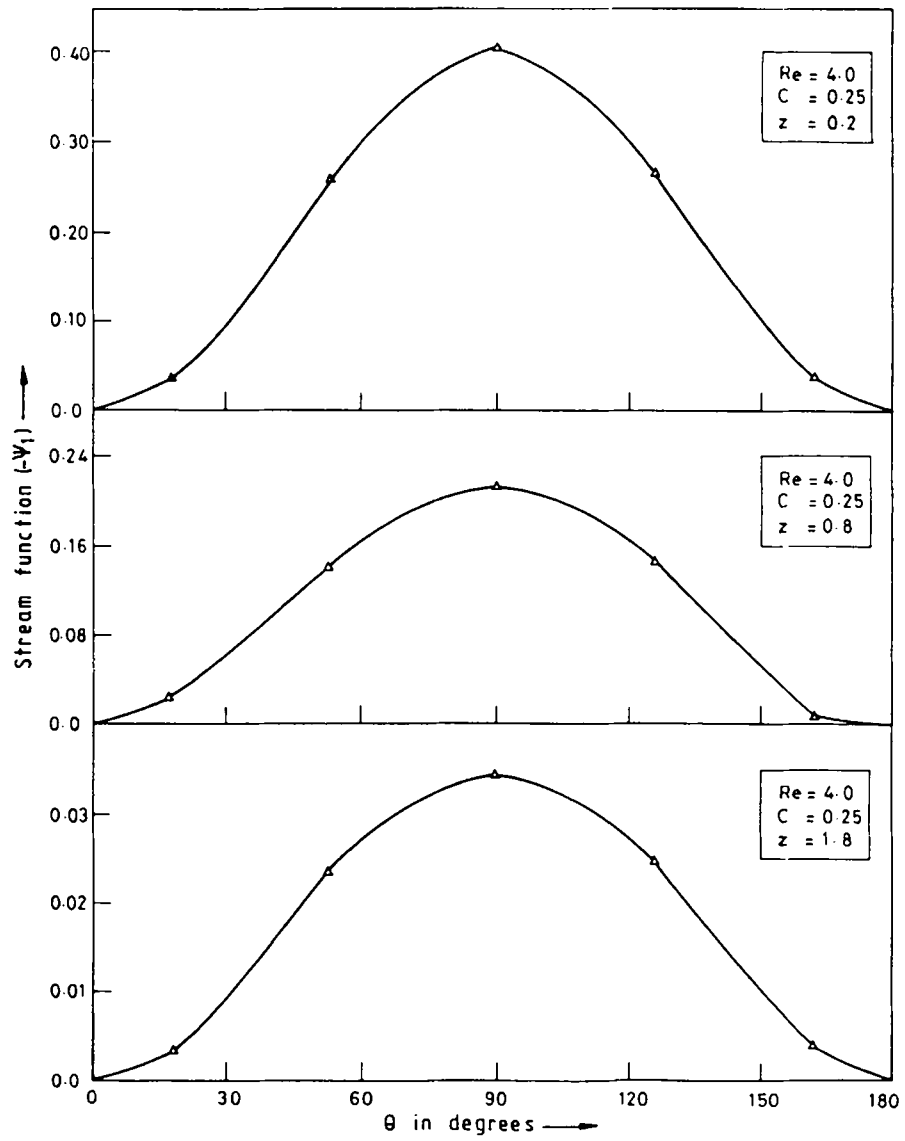 0·40
0·30
0·20
0·10
0·0
Re = 4·0
C = 0·25
z = 0·2
0·24
0·16
0·08
0·0
Re = 4·0
C = 0·25
z = 0·8
Stream function (-Ψ₁) ⟶
0·03
0·02
0·01
0·0
Re = 4·0
C = 0·25
z = 1·8
0 30 60 90 120 150 180
θ in degrees ⟶